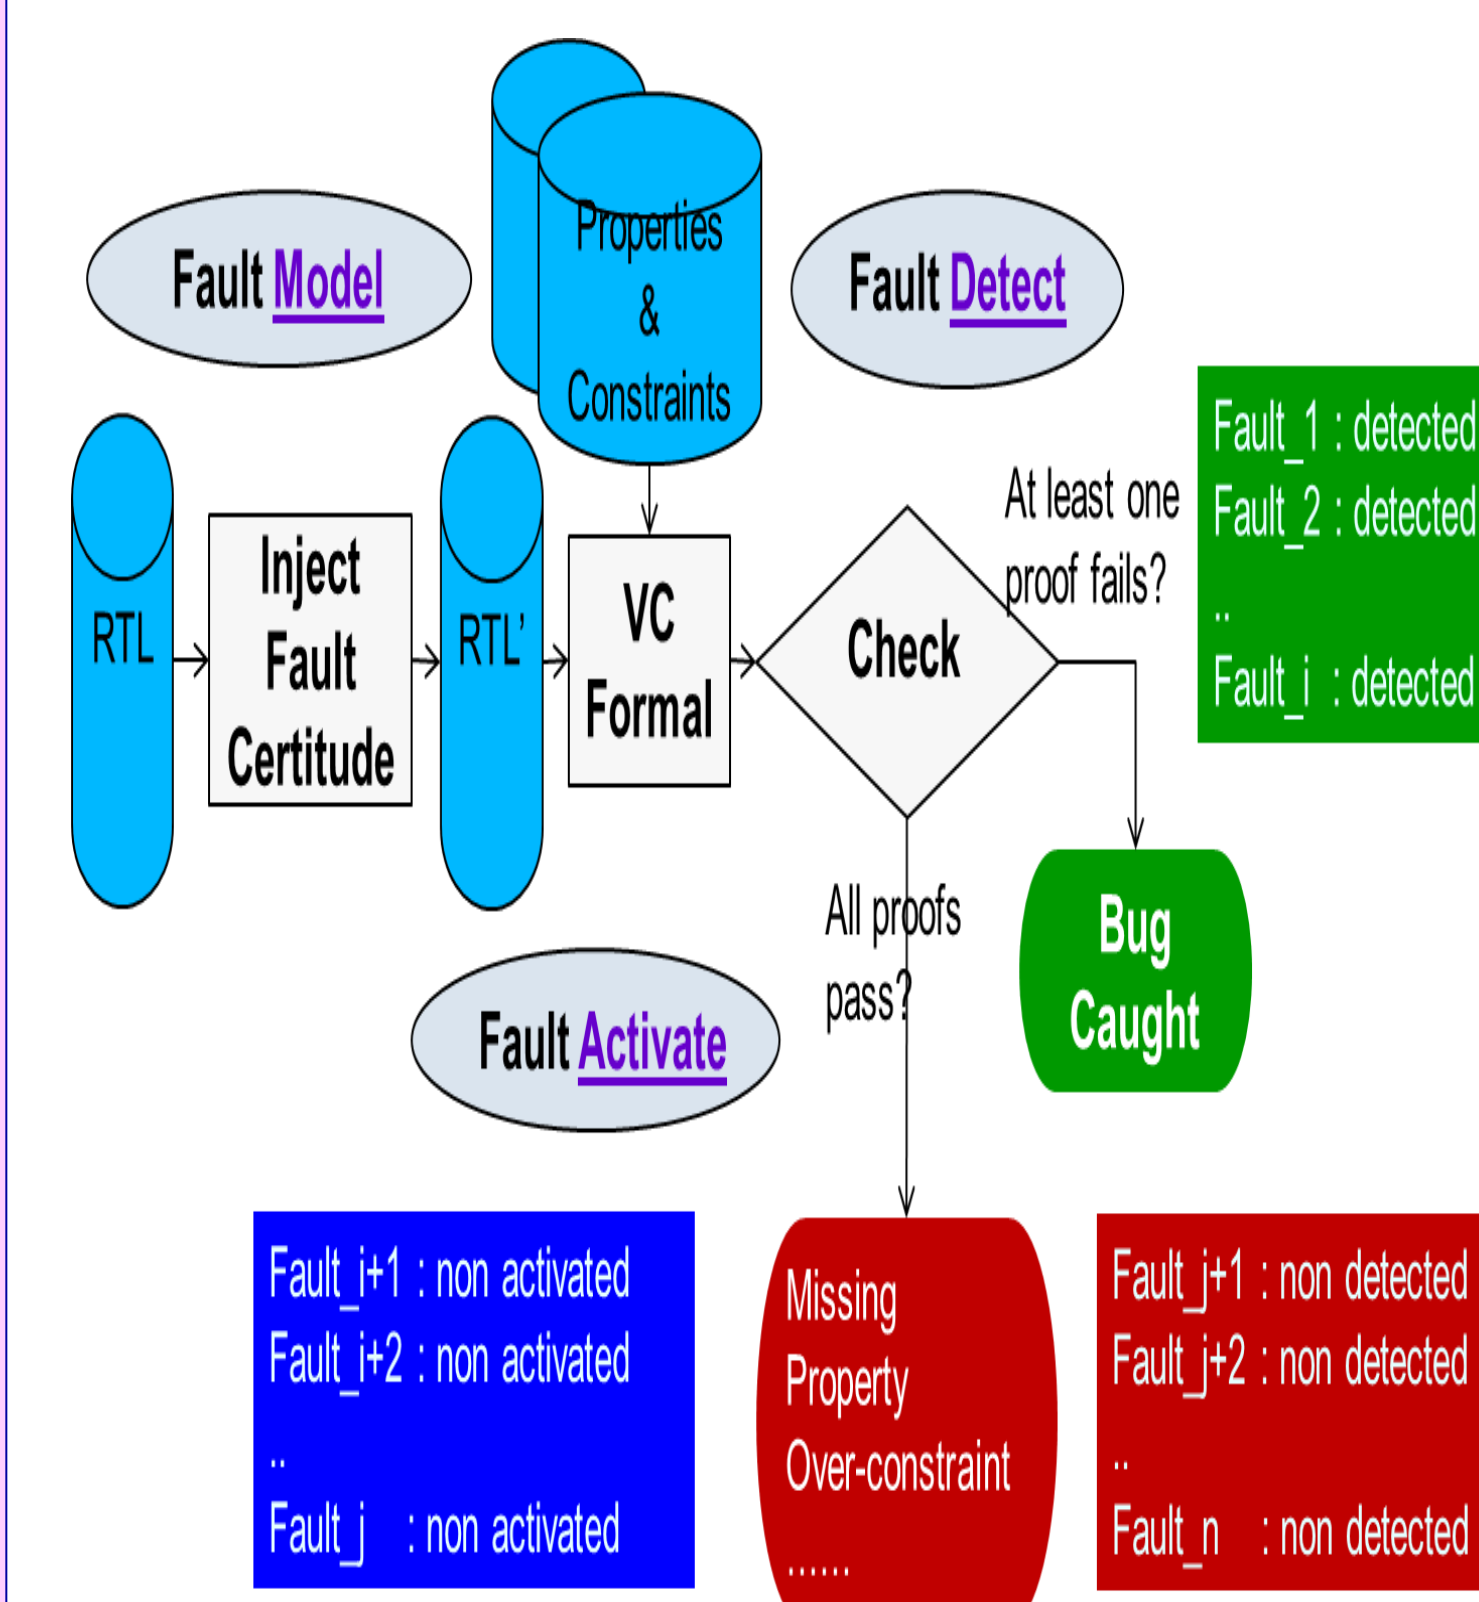 Properties
&
Constraints
Fault Model
Fault Detect
RTL
Inject
Fault
Certitude
RTL’
VC
Formal
Check
At least one
proof fails?
Fault_1 : detected
Fault_2 : detected
..
Fault_i : detected
All proofs
pass?
Bug
Caught
Fault Activate
Fault_i+1 : non activated
Fault_i+2 : non activated
..
Fault_j : non activated
Missing
Property
Over-constraint
......
Fault_j+1 : non detected
Fault_j+2 : non detected
..
Fault_n : non detected